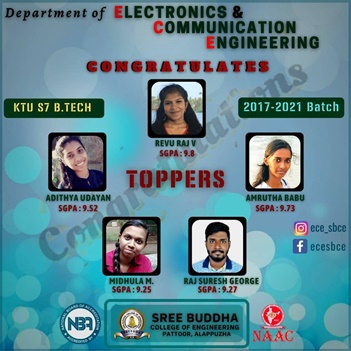 Department of ELECTRONICS &
COMMUNICATION
ENGINEERING
CONGRATULATES
KTU S7 B.TECH
2017-2021 Batch
REVU RAJ V
SGPA : 9.8
ADITHYA UDAYAN
SGPA : 9.52
TOPPERS
AMRUTHA BABU
SGPA : 9.73
Congratulations
ece_sbce
ecesbce
MIDHULA M.
SGPA : 9.25
RAJ SURESH GEORGE
SGPA : 9.27
NBA
SREE BUDDHA
COLLEGE OF ENGINEERING
PATTOOR, ALAPPUZHA
NAAC